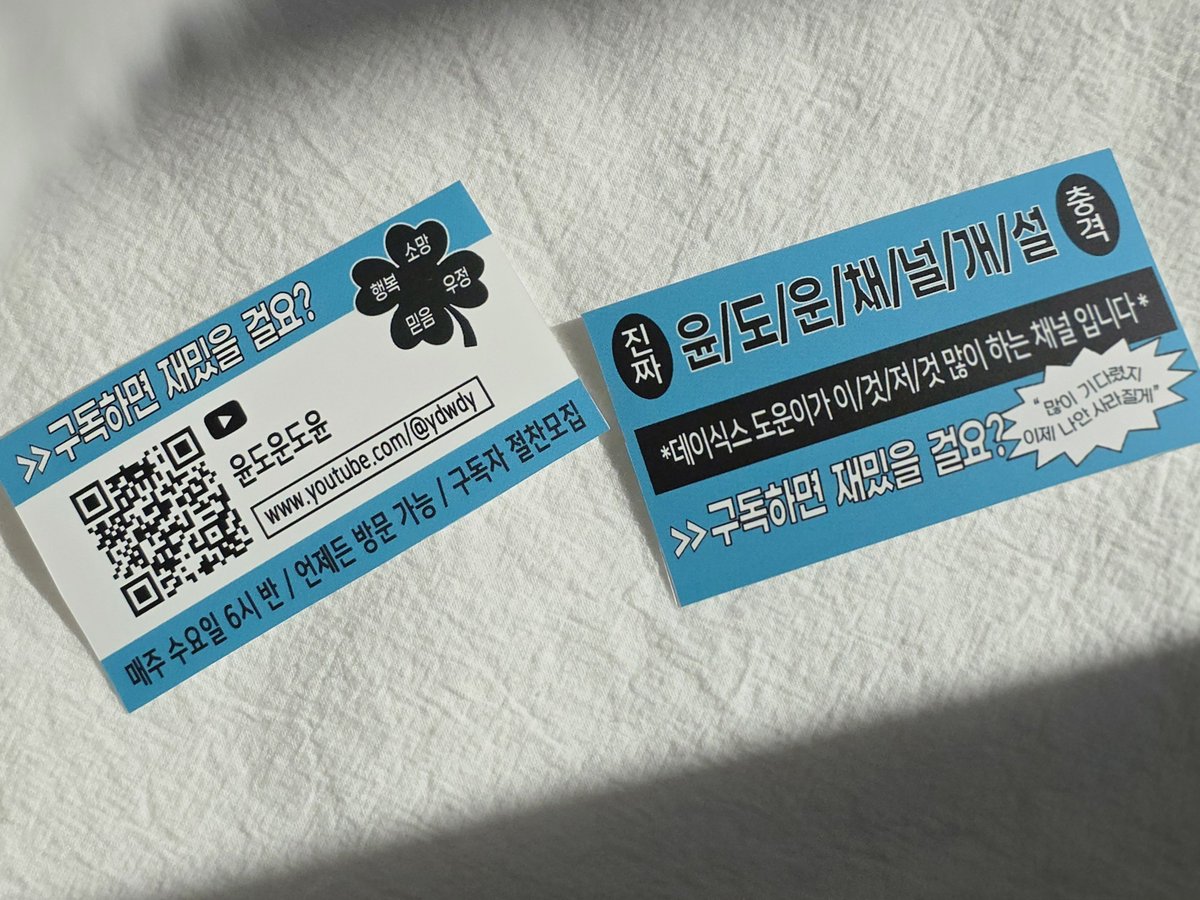 >>구독하면 재밌을 걸요?
소망
행복
우정
믿음
윤도운도윤
www.youtube.com/@ydwdy
매주 수요일 6시 반 / 언제든 방문 가능 / 구독자 절찬모집
진짜
윤/도/운/채/널/개/설
충격
*데이식스 도운이가 이/것/저/것 많이 하는 채널 입니다*
>>구독하면 재밌을 걸요?
“ 많이 기다렸지
이제 나안 사라질게”